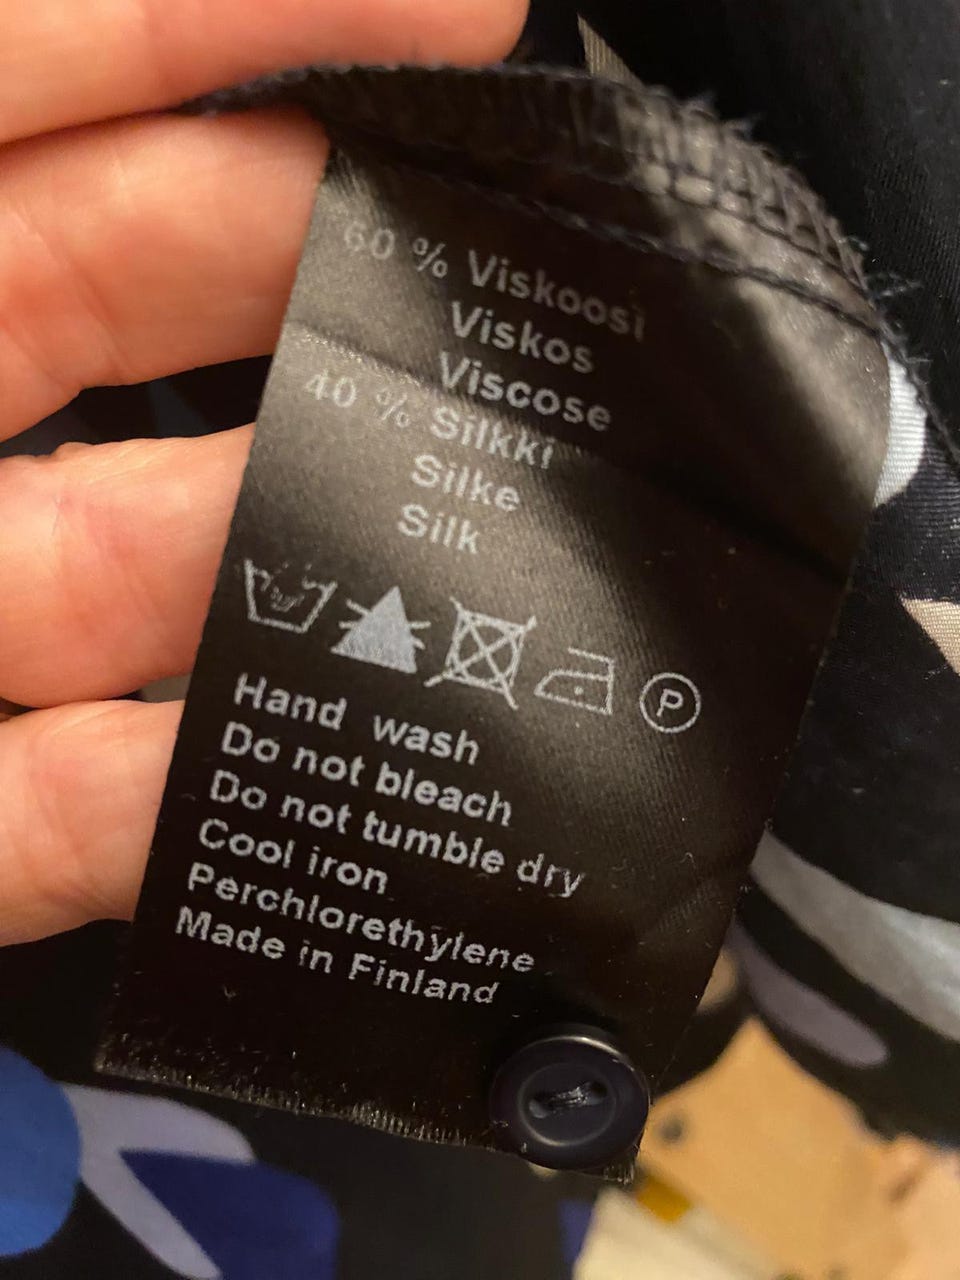 60 % Viskoosi
Viskos
Viscose
40 % Silkki
Silke
Silk
P
Hand wash
Do not bleach
Do not tumble dry
Cool iron
Perchlorethylene
Made in Finland